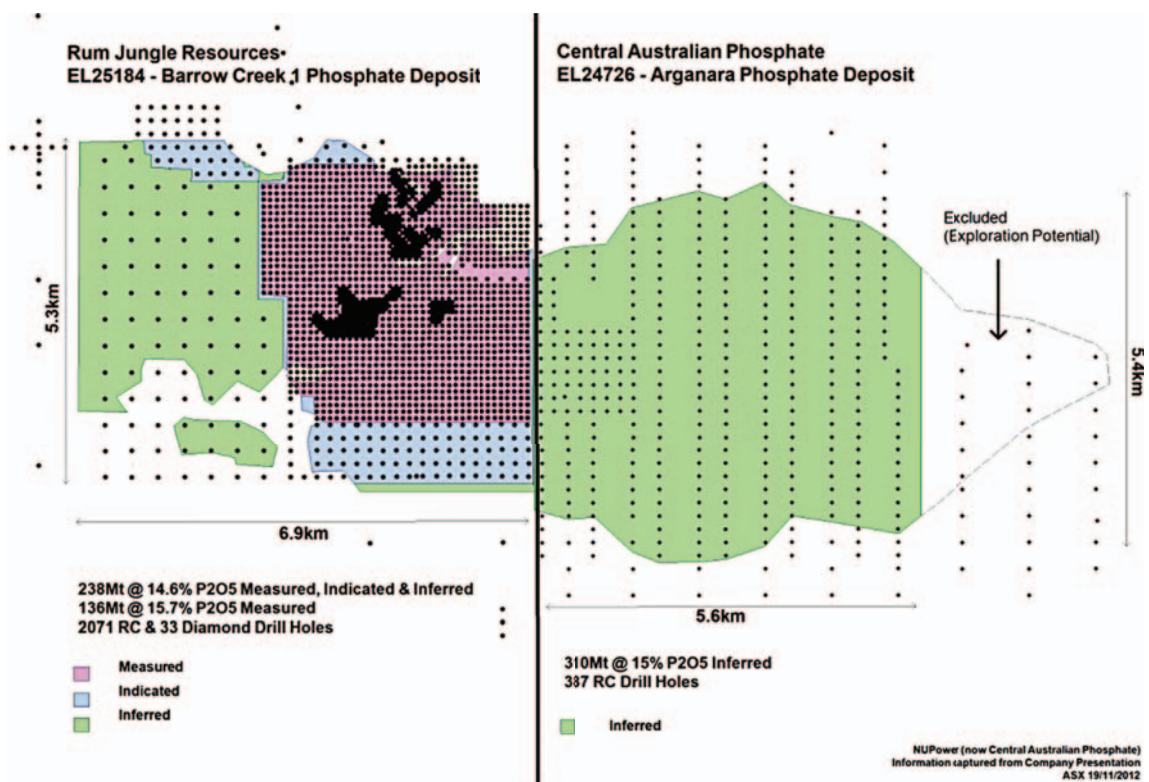 Rum Jungle Resources
EL25184 - Barrow Creek 1 Phosphate Deposit
5.3km
6.9km
238Mt @ 14.6% P2O5 Measured, Indicated & Inferred
136Mt @ 15.7% P2O5 Measured
2071 RC & 33 Diamond Drill Holes
Measured
Indicated
Inferred
Central Australian Phosphate
EL24726 - Arganara Phosphate Deposit
Excluded
(Exploration Potential)
5.4km
5.6km
310Mt @ 15% P2O5 Inferred
387 RC Drill Holes
Inferred
NUPower (now Central Australian Phosphate)
Information captured from Company Presentation
ASX 19/11/2012